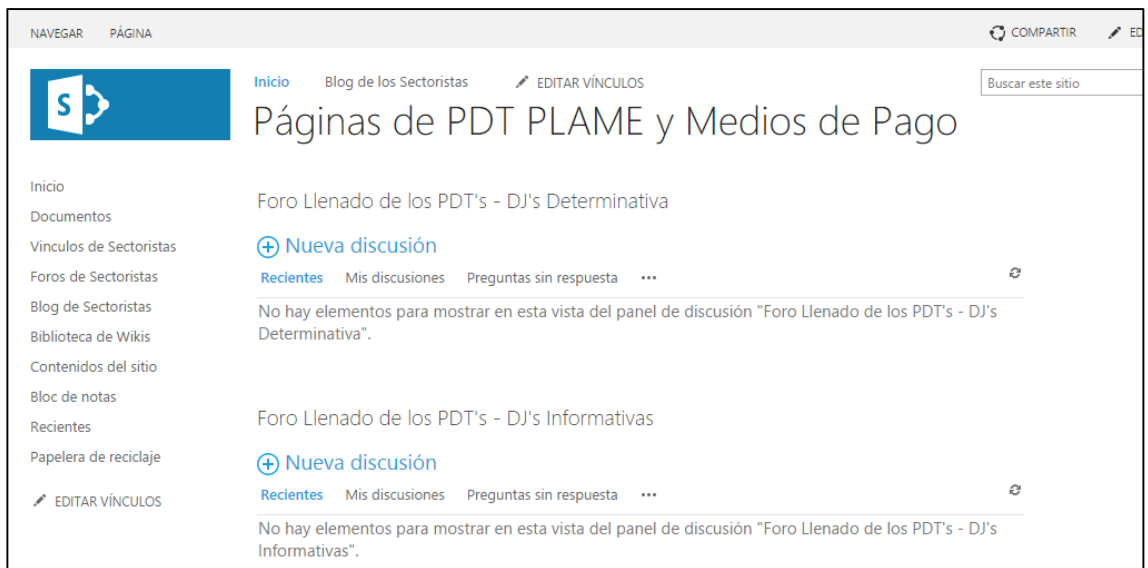 NAVEGAR PÁGINA
COMPARTIR
ED
S
Inicio Blog de los Sectoristas EDITAR VÍNCULOS
Buscar este sitio
Páginas de PDT PLAME y Medios de Pago
Inicio
Documentos
Vinculos de Sectoristas
Foros de Sectoristas
Blog de Sectoristas
Biblioteca de Wikis
Contenidos del sitio
Bloc de notas
Recientes
Papelera de reciclaje
EDITAR VÍNCULOS
Foro Llenado de los PDT's - DJ's Determinativa
Nueva discusión
Recientes Mis discusiones Preguntas sin respuesta ...
No hay elementos para mostrar en esta vista del panel de discusión "Foro Llenado de los PDT's - DJ's
Determinativa".
Foro Llenado de los PDT's - DJ's Informativas
Nueva discusión
Recientes Mis discusiones Preguntas sin respuesta ...
No hay elementos para mostrar en esta vista del panel de discusión "Foro Llenado de los PDT's - DJ's
Informativas".